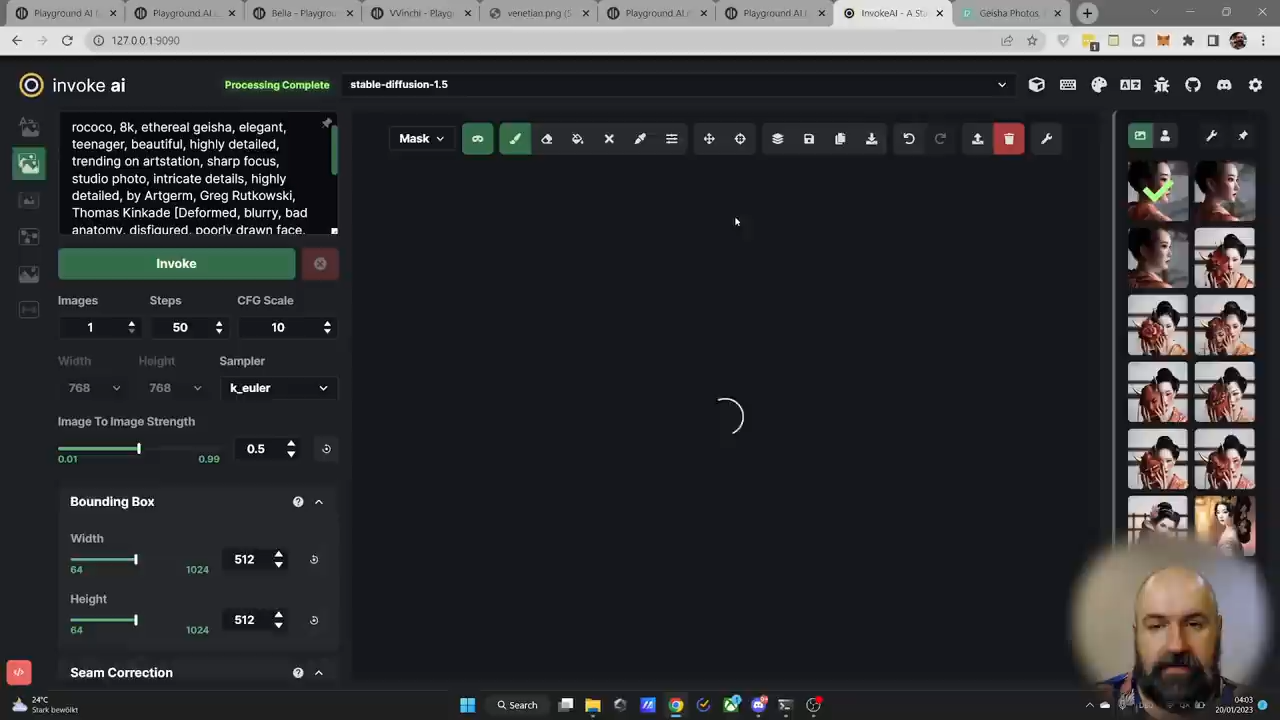 Playground AI
Playground.AI
Bella - Playgrou
VVinchi - Playg
venetian.png (5
Playground AI
Playground AI
InvokeAI - A Sta
Geisha Photos,
127.0.0.1:9090
invoke ai
Processing Complete
stable-diffusion-1.5
rococo, 8k, ethereal geisha, elegant,
teenager, beautiful, highly detailed,
trending on artstation, sharp focus,
studio photo, intricate details, highly
detailed, by Artgerm, Greg Rutkowski,
Thomas Kinkade [Deformed, blurry, bad
anatomy, disfigured, poorly drawn face,
Mask
Invoke
Images
Steps
CFG Scale
1
50
10
Width
Height
Sampler
768
768
k_euler
Image To Image Strength
0.5
0.01
0.99
Bounding Box
Width
512
64
1024
Height
512
64
1024
Seam Correction
24°C
Stark bewölkt
Search
DEU
04:03
20/01/2023